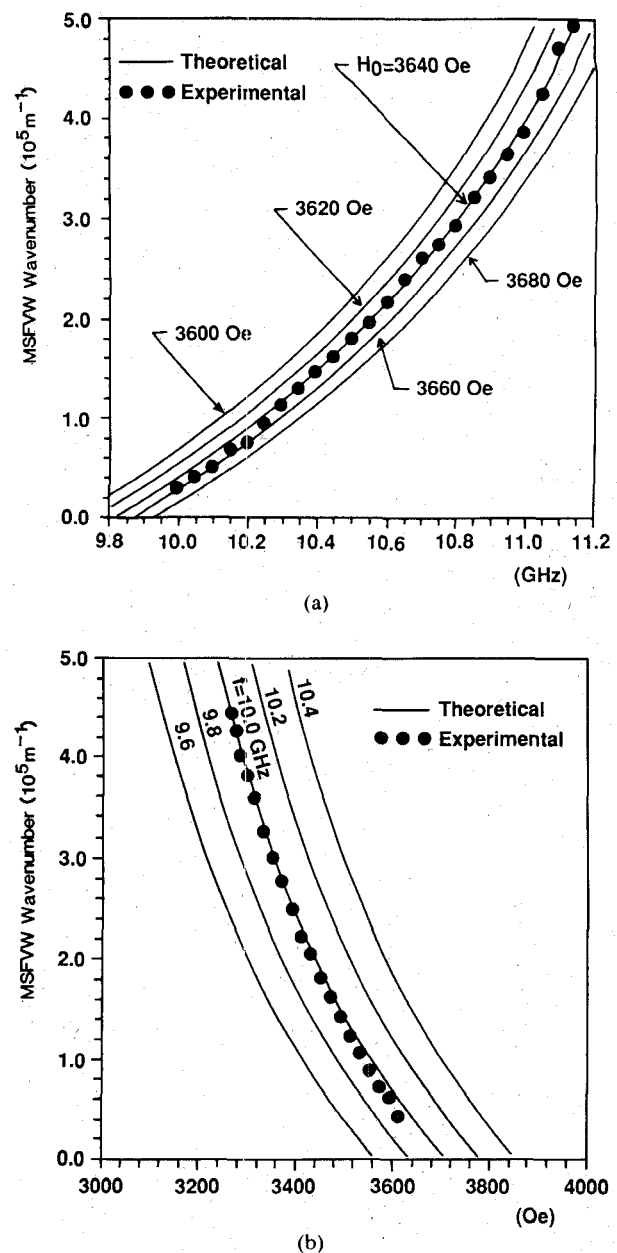 5.0
4.0
3.0
2.0
1.0
0.0
MSFVW Wavenumber (10⁵m⁻¹)
Theoretical
Experimental
H0=3640 Oe
3620 Oe
3600 Oe
3680 Oe
3660 Oe
9.8 10.0 10.2 10.4 10.6 10.8 11.0 11.2
(GHz)
(a)
5.0
4.0
3.0
2.0
1.0
0.0
MSFVW Wavenumber (10⁵m⁻¹)
9.6
9.8
f=10.0 GHz
10.2
10.4
Theoretical
Experimental
3000 3200 3400 3600 3800 4000
(Oe)
(b)